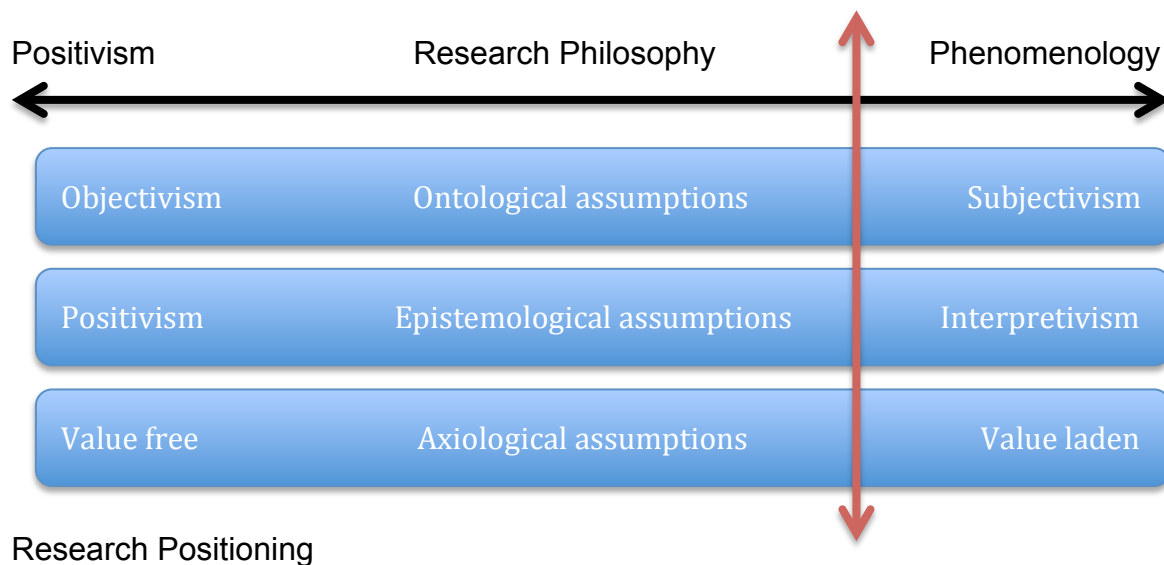 Positivism Research Philosophy Phenomenology
Objectivism Ontological assumptions Subjectivism
Positivism Epistemological assumptions Interpretivism
Value free Axiological assumptions Value laden
Research Positioning